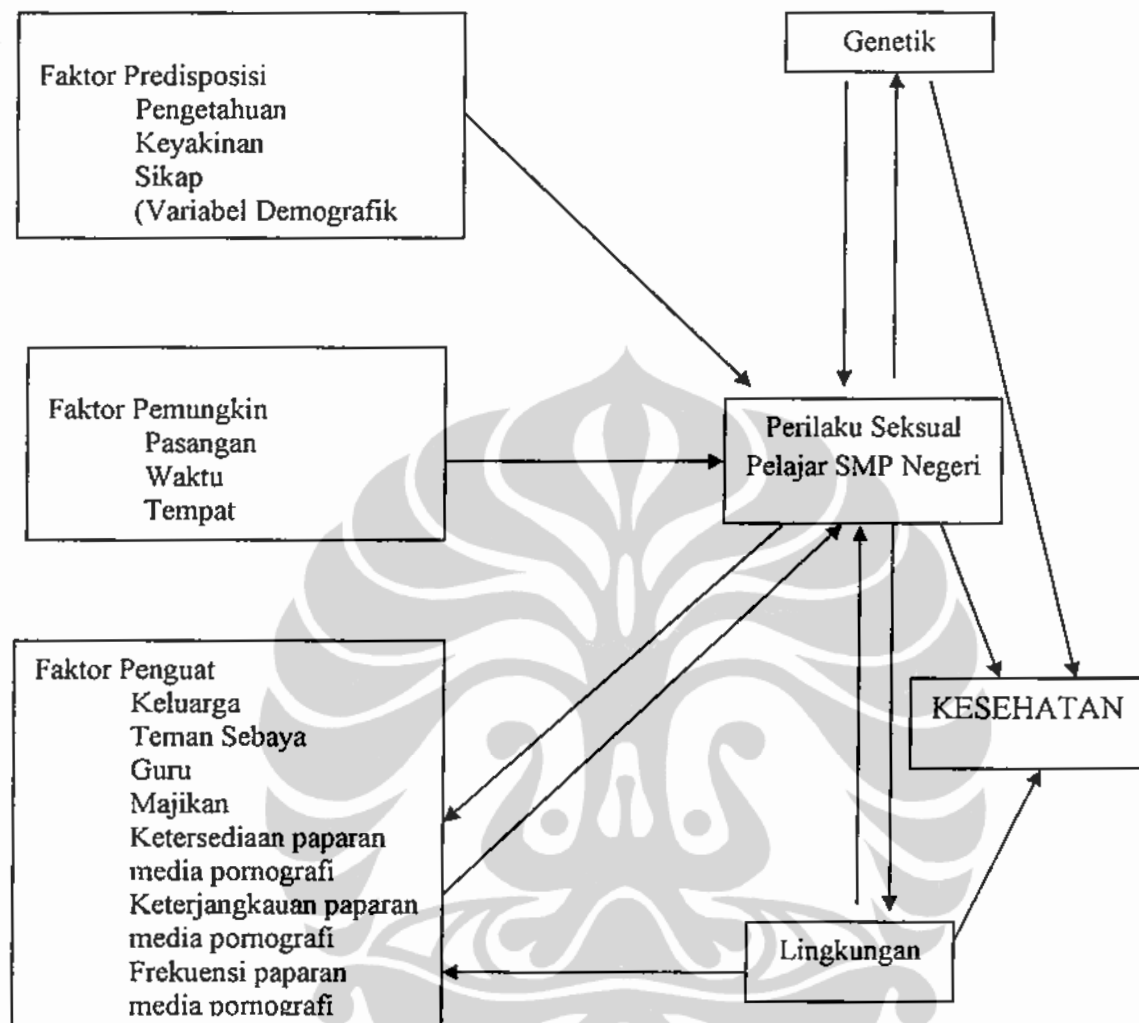 Faktor Predisposisi
Pengetahuan
Keyakinan
Sikap
(Variabel Demografik
Genetik
Faktor Pemungkin
Pasangan
Waktu
Tempat
Perilaku Seksual
Pelajar SMP Negeri
Faktor Penguat
Keluarga
Teman Sebaya
Guru
Majikan
Ketersediaan paparan
media pornografi
Keterjangkauan paparan
media pornografi
Frekuensi paparan
media pornografi
KESEHATAN
Lingkungan